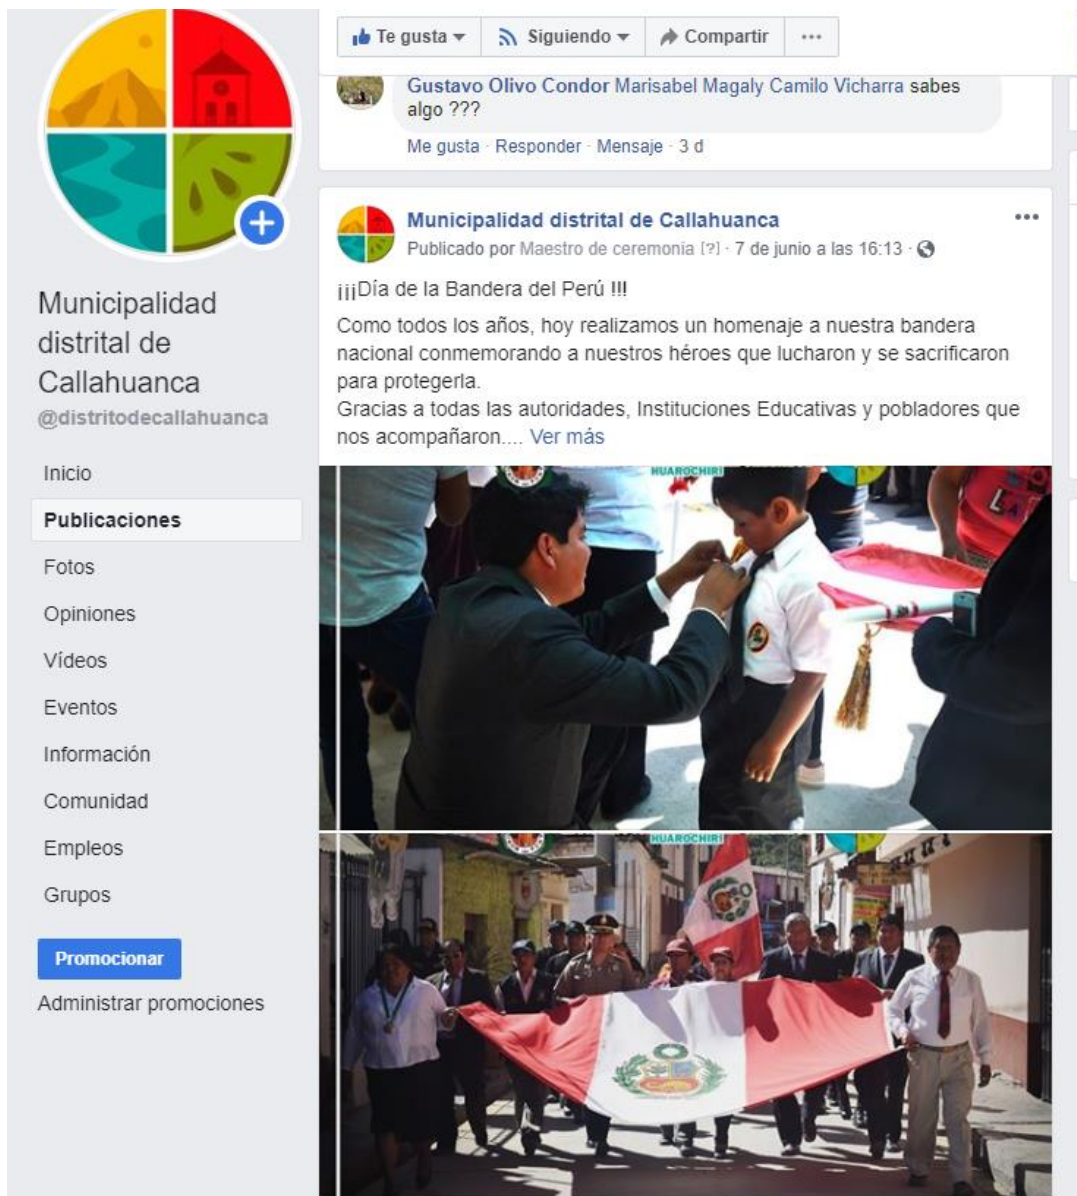 Te gusta
Siguiendo
Compartir
Gustavo Olivo Condor Marisabel Magaly Camilo Vicharra sabes
algo ???
Me gusta · Responder · Mensaje · 3 d
Municipalidad
distrital de
Callahuanca
@distritodecallahuanca
Inicio
Publicaciones
Fotos
Opiniones
Vídeos
Eventos
Información
Comunidad
Empleos
Grupos
Promocionar
Administrar promociones
Municipalidad distrital de Callahuanca
Publicado por Maestro de ceremonia [?] · 7 de junio a las 16:13 ·
¡¡¡Día de la Bandera del Perú !!!
Como todos los años, hoy realizamos un homenaje a nuestra bandera
nacional conmemorando a nuestros héroes que lucharon y se sacrificaron
para protegerla.
Gracias a todas las autoridades, Instituciones Educativas y pobladores que
nos acompañaron.... Ver más
HUAROCHIRI
HUAROCHIRI